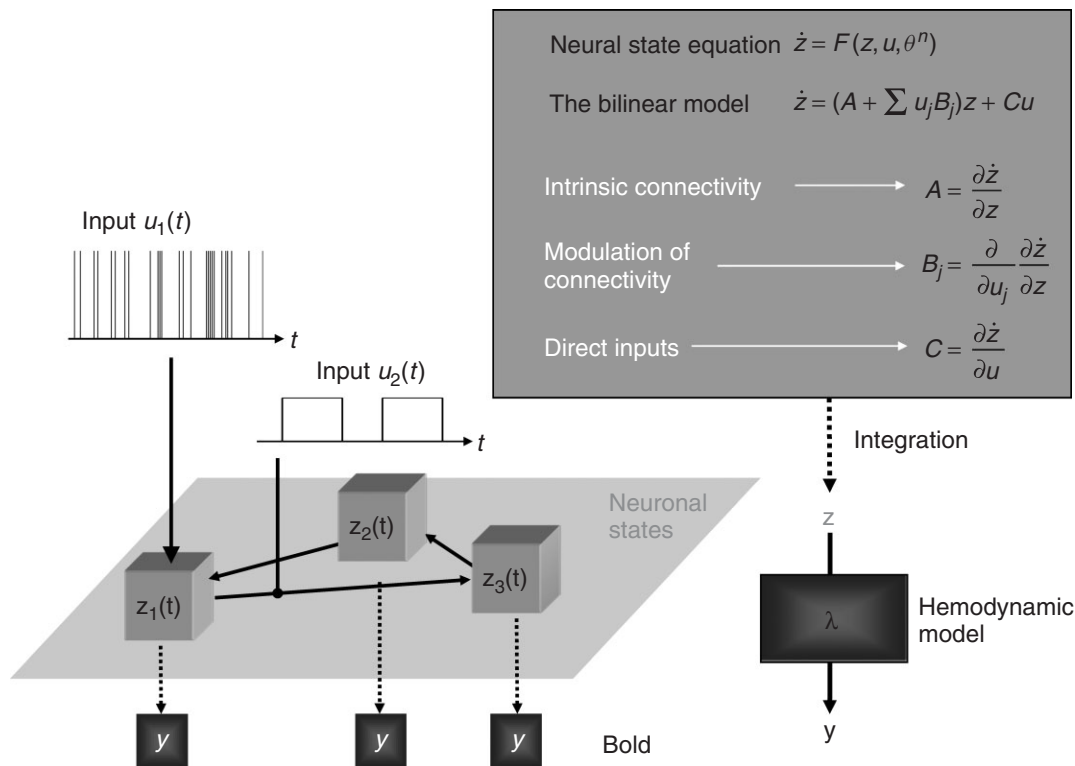 Neural state equation ż = F(z, u, θⁿ)
The bilinear model ż = (A + ∑ uⱼBⱼ)z + Cu
Intrinsic connectivity A = ∂ż/∂z
Modulation of
connectivity Bⱼ = ∂/∂uⱼ ∂ż/∂z
Direct inputs C = ∂ż/∂u
Input u₁(t)
t
Input u₂(t)
t
Integration
Neuronal
states
z
z₂(t)
z₃(t)
z₁(t)
λ
Hemodynamic
model
y
y
y
Bold
y